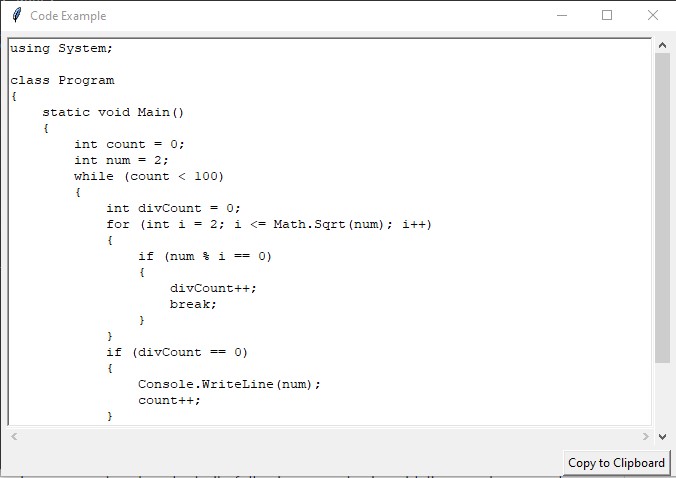 Code Example
using System;

class Program
{
    static void Main()
    {
        int count = 0;
        int num = 2;
        while (count < 100)
        {
            int divCount = 0;
            for (int i = 2; i <= Math.Sqrt(num); i++)
            {
                if (num % i == 0)
                {
                    divCount++;
                    break;
                }
            }
            if (divCount == 0)
            {
                Console.WriteLine(num);
                count++;
            }
Copy to Clipboard